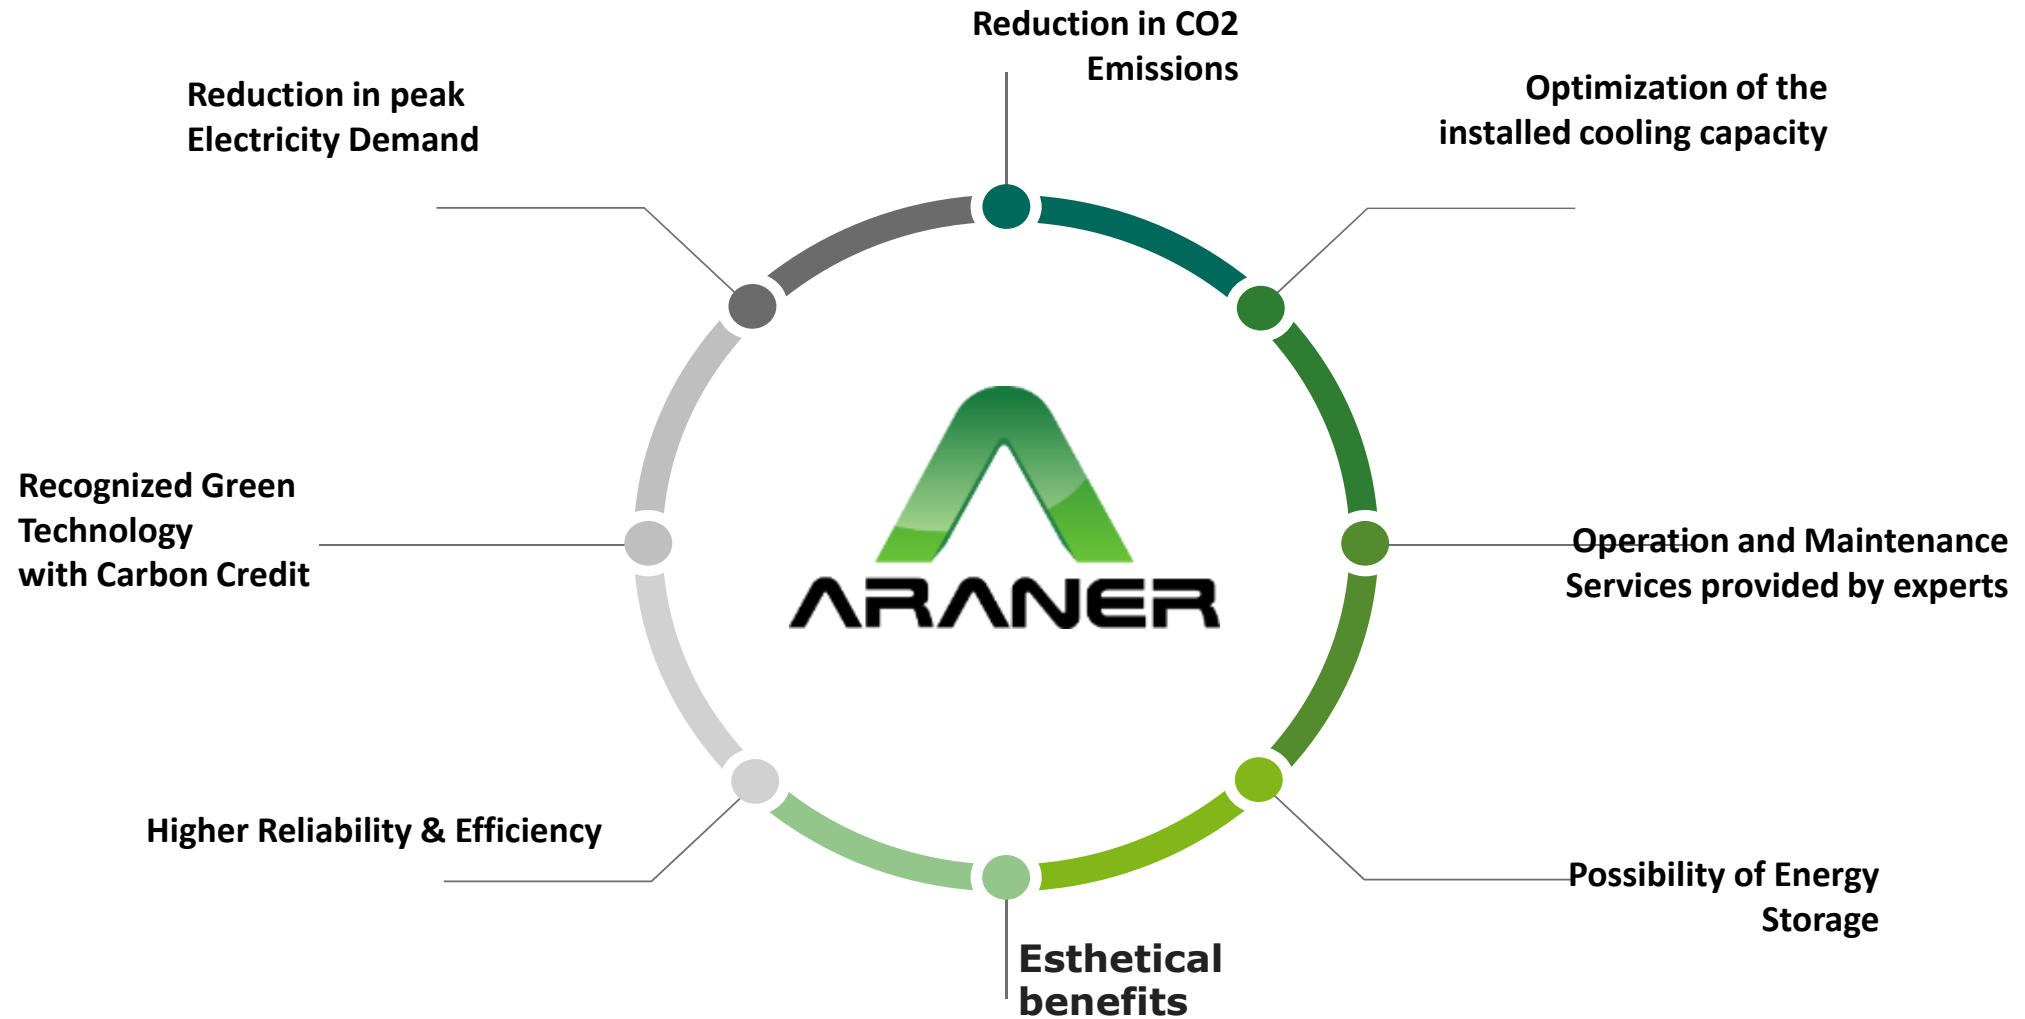 Reduction in CO2
Emissions
Optimization of the
installed cooling capacity
Operation and Maintenance
Services provided by experts
Possibility of Energy
Storage
Esthetical
benefits
Higher Reliability & Efficiency
Recognized Green
Technology
with Carbon Credit
Reduction in peak
Electricity Demand
ARANER